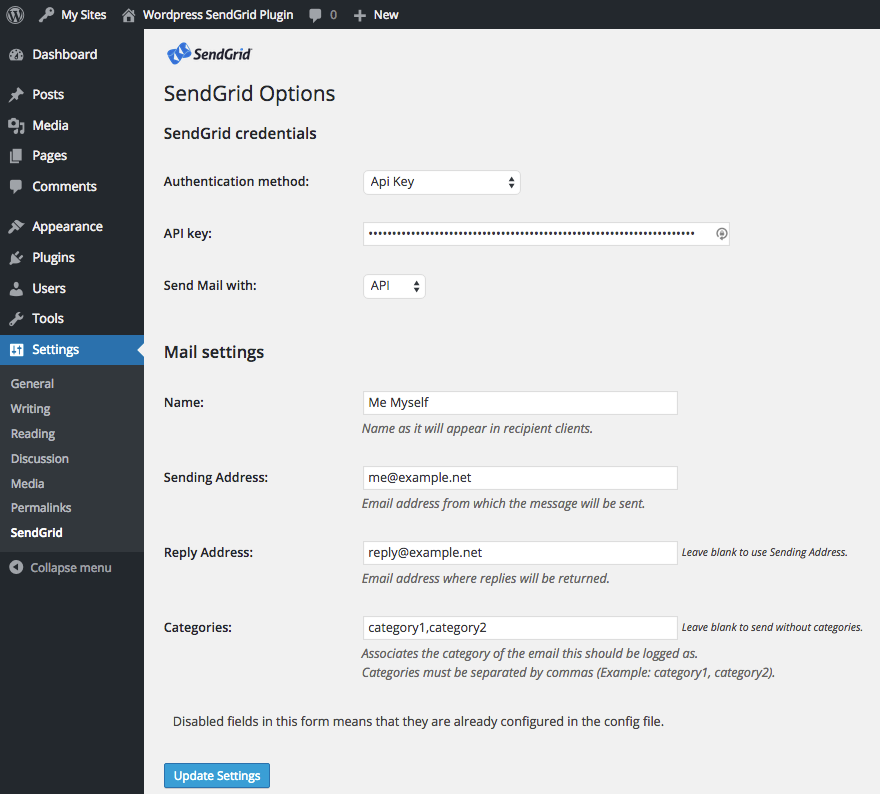 My Sites Wordpress SendGrid Plugin 0 New
Dashboard
Posts
Media
Pages
Comments
Appearance
Plugins
Users
Tools
Settings
General
Writing
Reading
Discussion
Media
Permalinks
SendGrid
Collapse menu
SendGrid
SendGrid Options
SendGrid credentials
Authentication method: Api Key
API key: ••••••••••••••••••••••••••••••••••••••••••••••••••••••••••••••••••••
Send Mail with: API
Mail settings
Name: Me Myself
Name as it will appear in recipient clients.
Sending Address: me@example.net
Email address from which the message will be sent.
Reply Address: reply@example.net Leave blank to use Sending Address.
Email address where replies will be returned.
Categories: category1,category2 Leave blank to send without categories.
Associates the category of the email this should be logged as.
Categories must be separated by commas (Example: category1, category2).
Disabled fields in this form means that they are already configured in the config file.
Update Settings